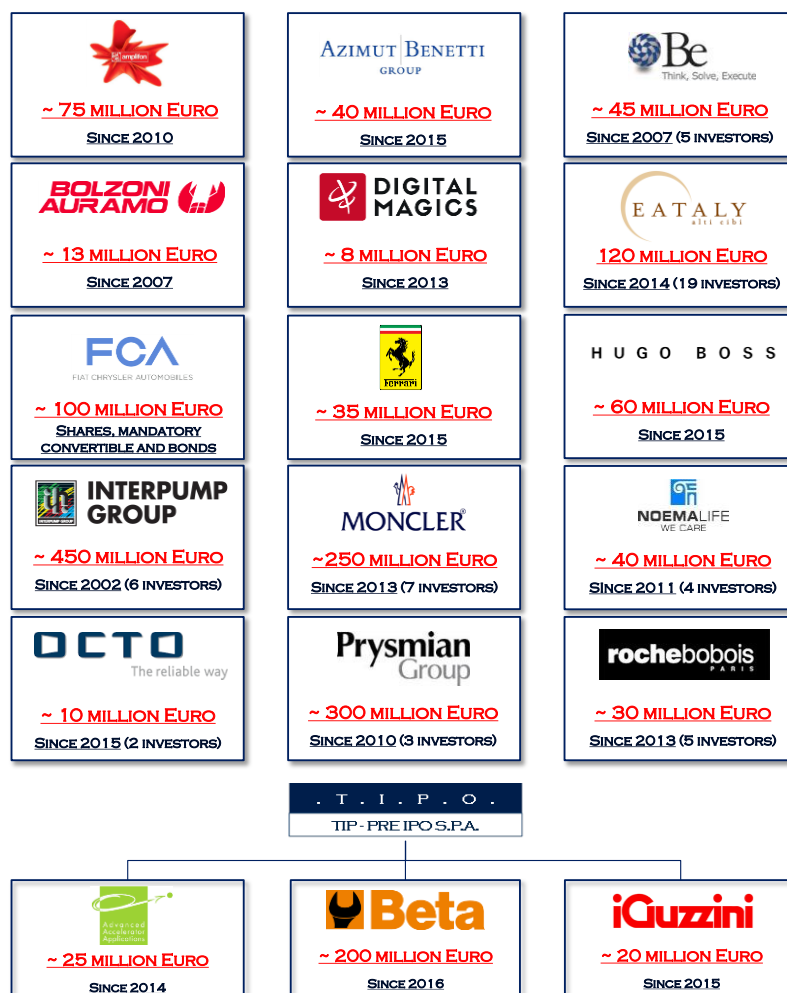 amplifon
~ 75 MILLION EURO
SINCE 2010
AZIMUT BENETTI
GROUP
~ 40 MILLION EURO
SINCE 2015
Be
Think, Solve, Execute
~ 45 MILLION EURO
SINCE 2007 (5 INVESTORS)
BOLZONI
AURAMO
~ 13 MILLION EURO
SINCE 2007
DIGITAL
MAGICS
~ 8 MILLION EURO
SINCE 2013
EATALY
alti cibi
120 MILLION EURO
SINCE 2014 (19 INVESTORS)
FCA
FIAT CHRYSLER AUTOMOBILES
~ 100 MILLION EURO
SHARES, MANDATORY
CONVERTIBLE AND BONDS
Ferrari
~ 35 MILLION EURO
SINCE 2015
HUGO BOSS
~ 60 MILLION EURO
SINCE 2015
INTERPUMP
GROUP
INTERPUMP GROUP
~ 450 MILLION EURO
SINCE 2002 (6 INVESTORS)
MONCLER
~250 MILLION EURO
SINCE 2013 (7 INVESTORS)
NOEMALIFE
WE CARE
~ 40 MILLION EURO
SINCE 2011 (4 INVESTORS)
OCTO
The reliable way
~ 10 MILLION EURO
SINCE 2015 (2 INVESTORS)
Prysmian
Group
~ 300 MILLION EURO
SINCE 2010 (3 INVESTORS)
rochebobois
PARIS
~ 30 MILLION EURO
SINCE 2013 (5 INVESTORS)
. T . I . P . O .
TIP - PRE IPO S.P.A.
Advanced
Accelerator
Applications
~ 25 MILLION EURO
SINCE 2014
Beta
~ 200 MILLION EURO
SINCE 2016
iGuzzini
~ 20 MILLION EURO
SINCE 2015